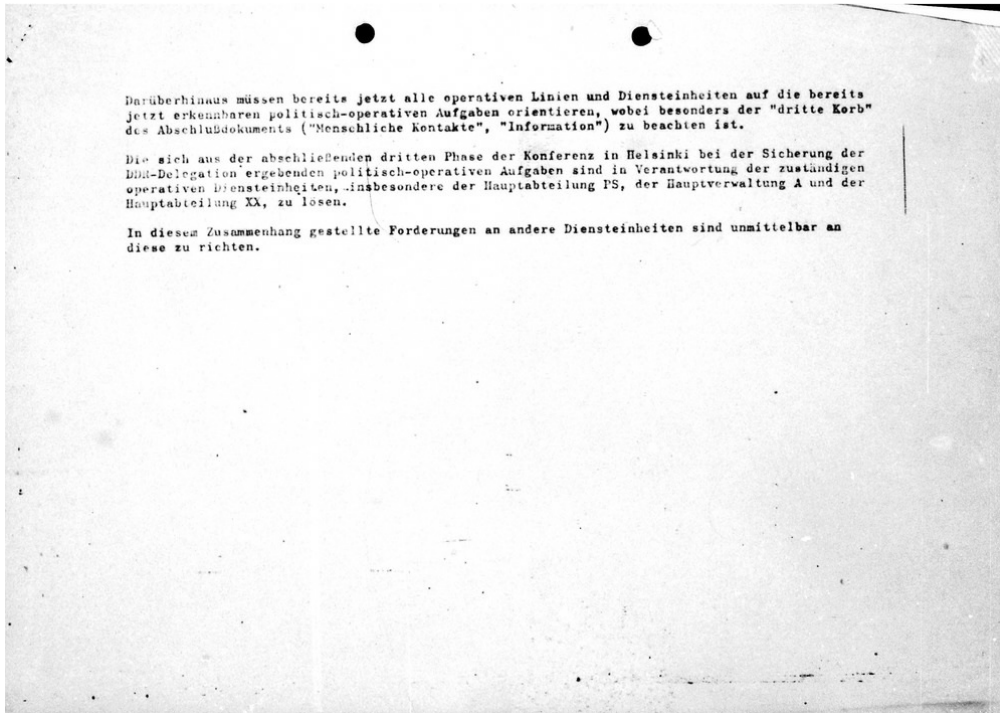 Darüberhinaus müssen bereits jetzt alle operativen Linien und Diensteinheiten auf die bereits
jetzt erkennbaren politisch-operativen Aufgaben orientieren, wobei besonders der "dritte Korb"
des Abschlußdokuments ("Menschliche Kontakte", "Information") zu beachten ist.
Die sich aus der abschließenden dritten Phase der Konferenz in Helsinki bei der Sicherung der
DDR-Delegation ergebenden politisch-operativen Aufgaben sind in Verantwortung der zuständigen
operativen Diensteinheiten, insbesondere der Hauptabteilung PS, der Hauptverwaltung A und der
Hauptabteilung XX, zu lösen.
In diesem Zusammenhang gestellte Forderungen an andere Diensteinheiten sind unmittelbar an
diese zu richten.